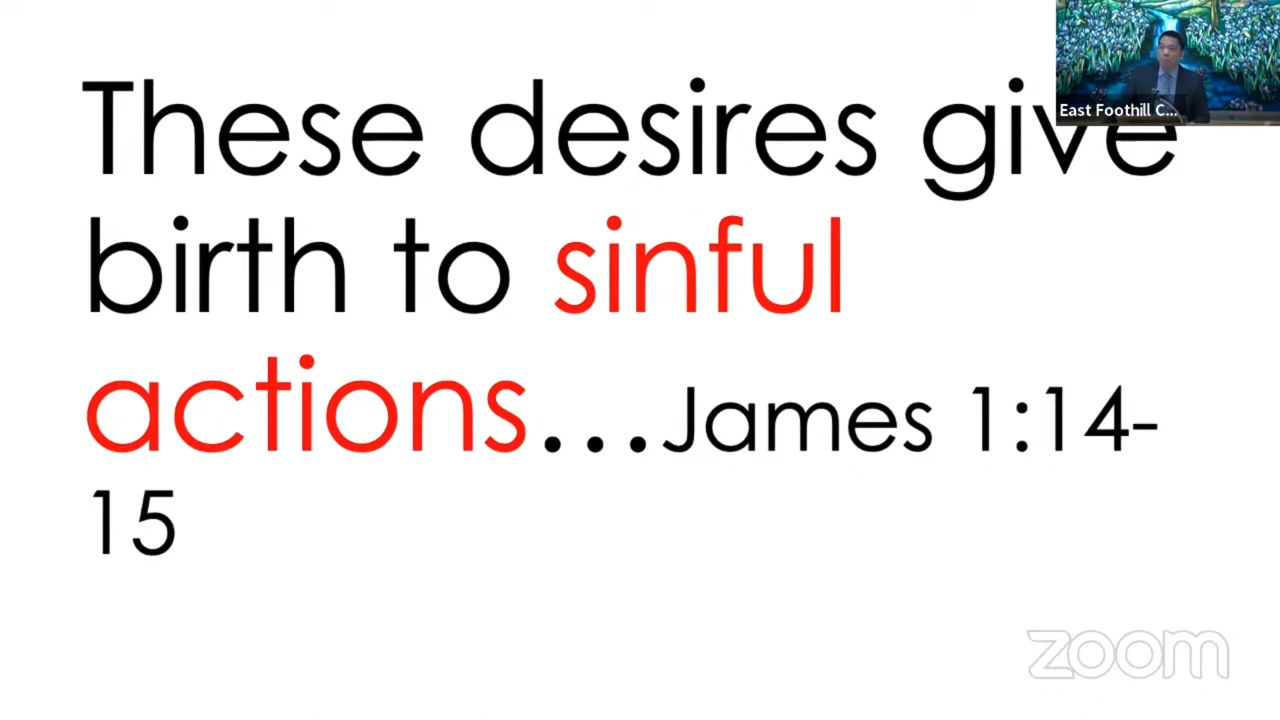 These desires give
birth to sinful
actions...James 1:14-
15
East Foothill C...
zoom